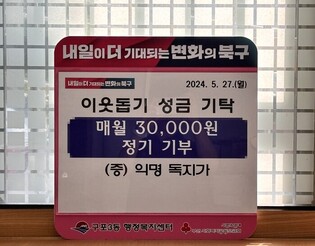 내일이 더 기대되는 변화의 북구
내일이 더 기대되는 변화의 북구
2024. 5. 27.(월)
이웃돕기 성금 기탁
매월 30,000원
정기 기부
(중) 익명 독지가
구포3동 행정복지센터